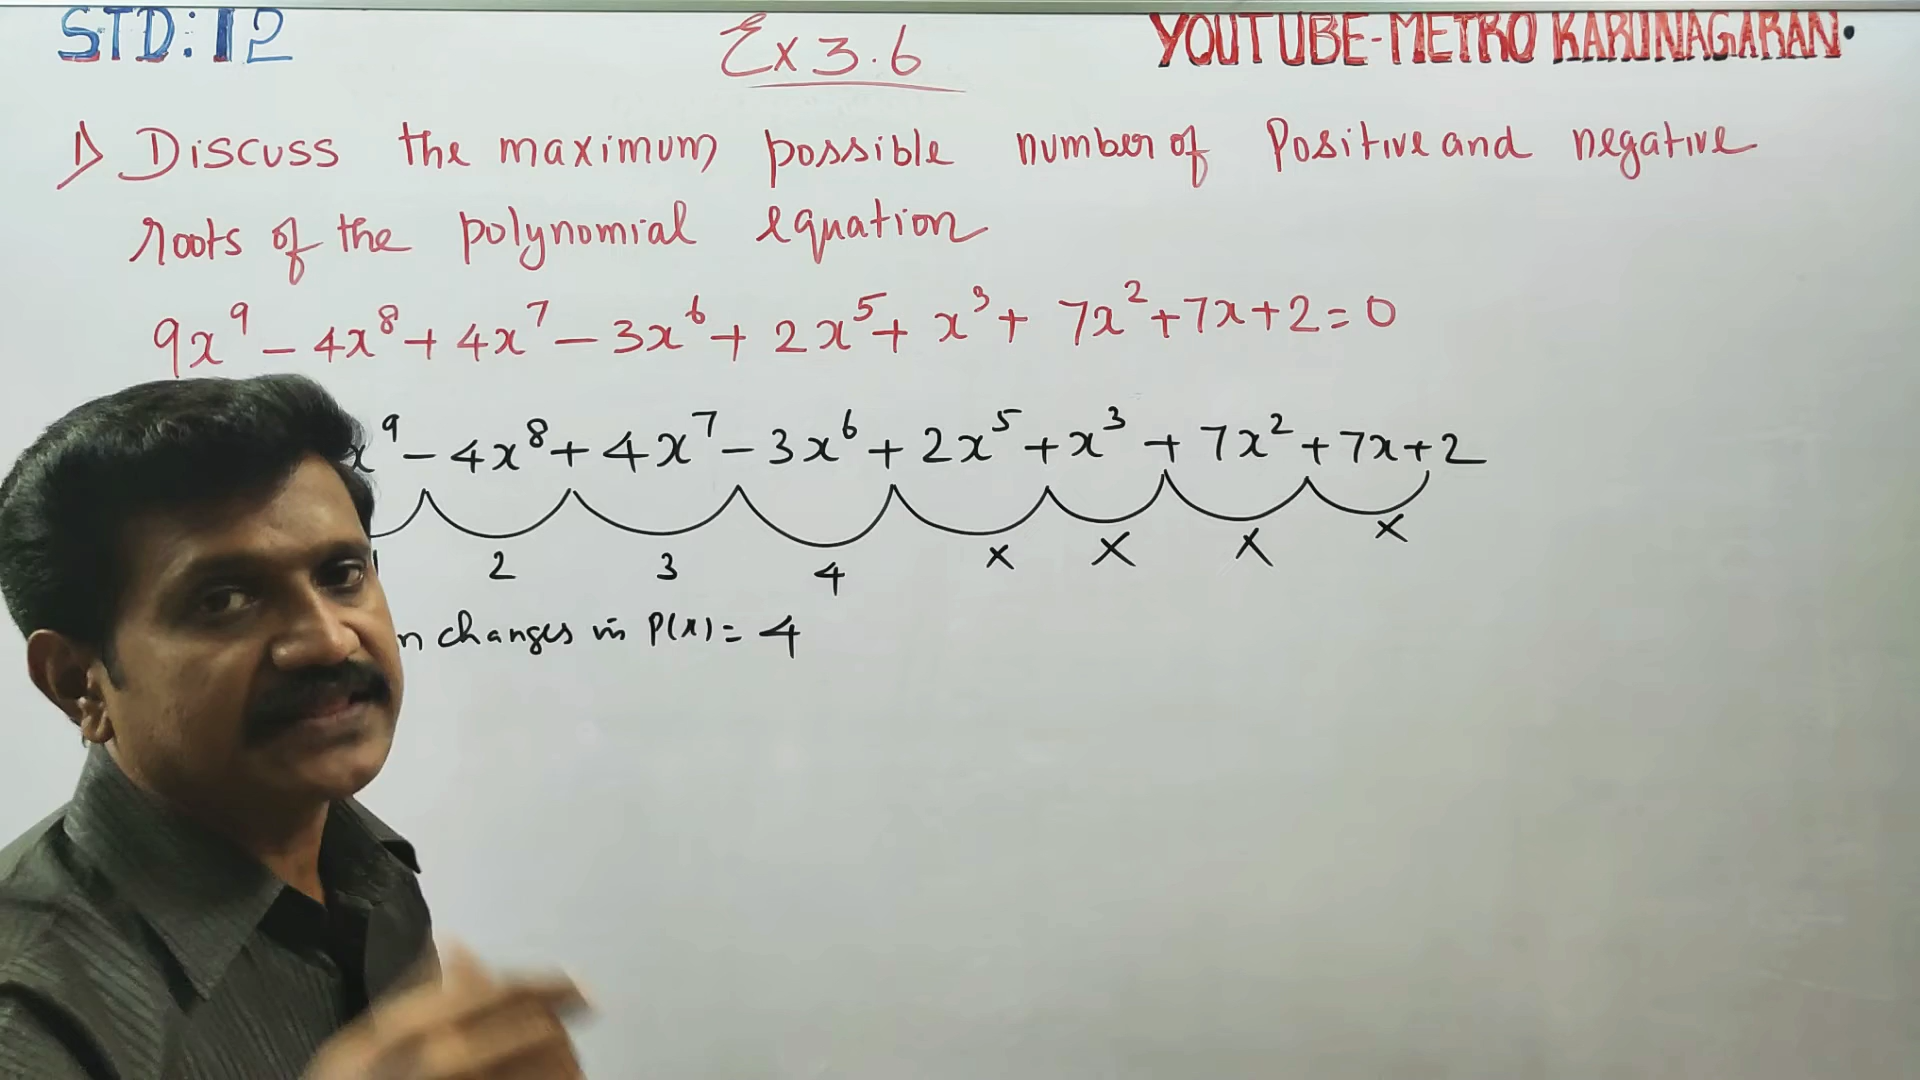 STD: 12
Ex 3.6
YOUTUBE-METRO KARUNAGARAN.
1) Discuss the maximum possible number of Positive and negative
roots of the polynomial equation
9x⁹ - 4x⁸ + 4x⁷ - 3x⁶ + 2x⁵ + x³ + 7x² + 7x + 2 = 0
x⁹ - 4x⁸ + 4x⁷ - 3x⁶ + 2x⁵ + x³ + 7x² + 7x + 2
2 3 4 x x x x
n changes in P(x) = 4